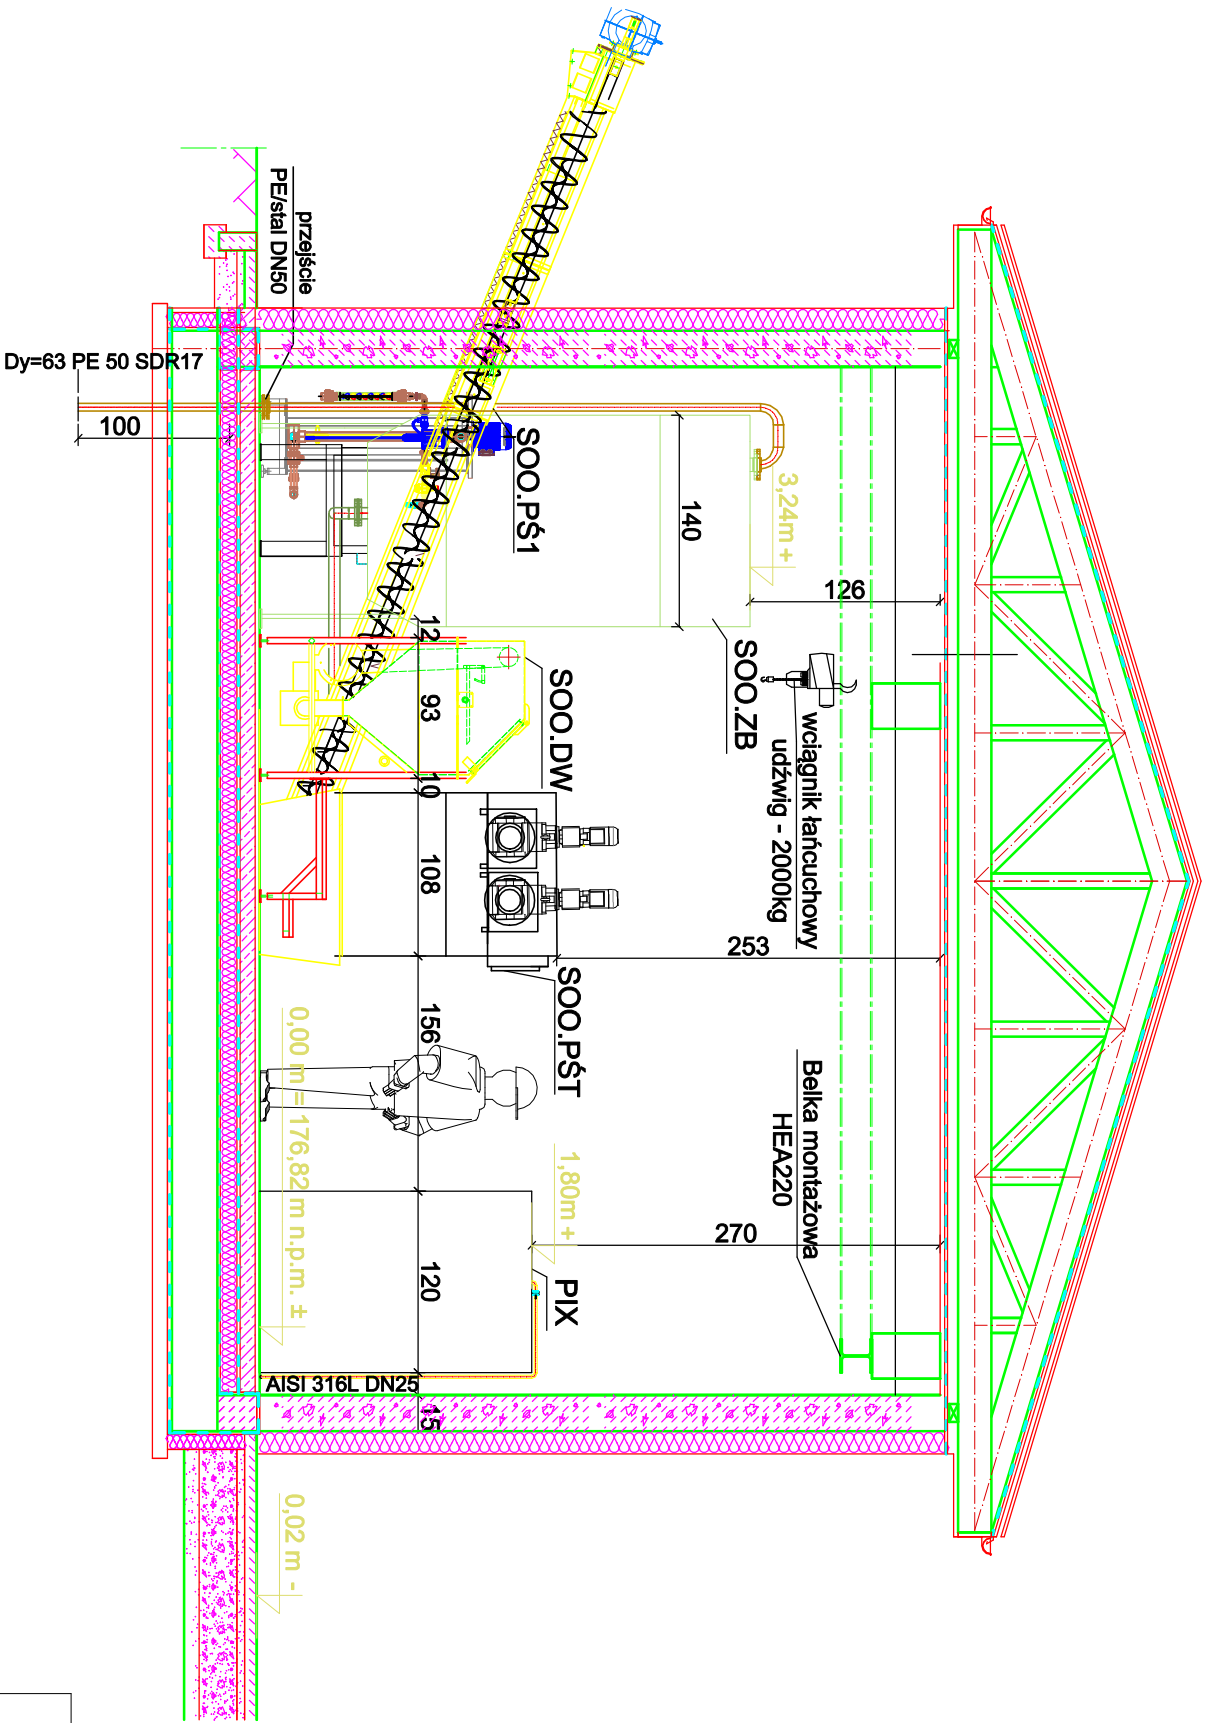 Dy=63 PE 50 SDR17
100
przejście
PE/stal DN50
SOO.PŚ1
140
3,24m +
126
SOO.ZB
wciągnik łańcuchowy
udźwig - 2000kg
12
93
10
SOO.DW
108
253
SOO.PŚT
156
0,00 m = 176,82 m n.p.m. ±
Belka montażowa
HEA220
1,80m +
270
PIX
120
AISI 316L DN25
15
0,02 m -